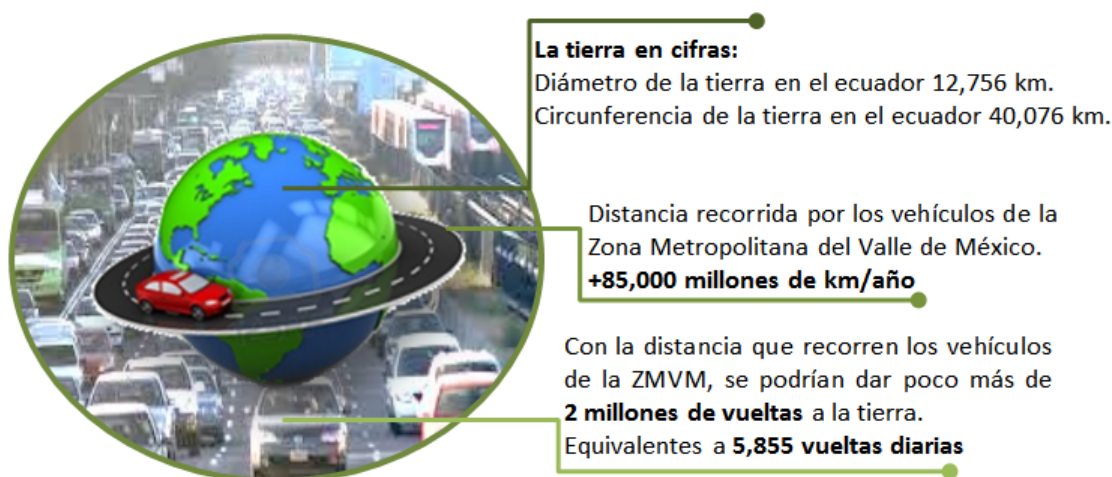 La tierra en cifras:
Diámetro de la tierra en el ecuador 12,756 km.
Circunferencia de la tierra en el ecuador 40,076 km.
Distancia recorrida por los vehículos de la
Zona Metropolitana del Valle de México.
+85,000 millones de km/año
Con la distancia que recorren los vehículos
de la ZMVM, se podrían dar poco más de
2 millones de vueltas a la tierra.
Equivalentes a 5,855 vueltas diarias